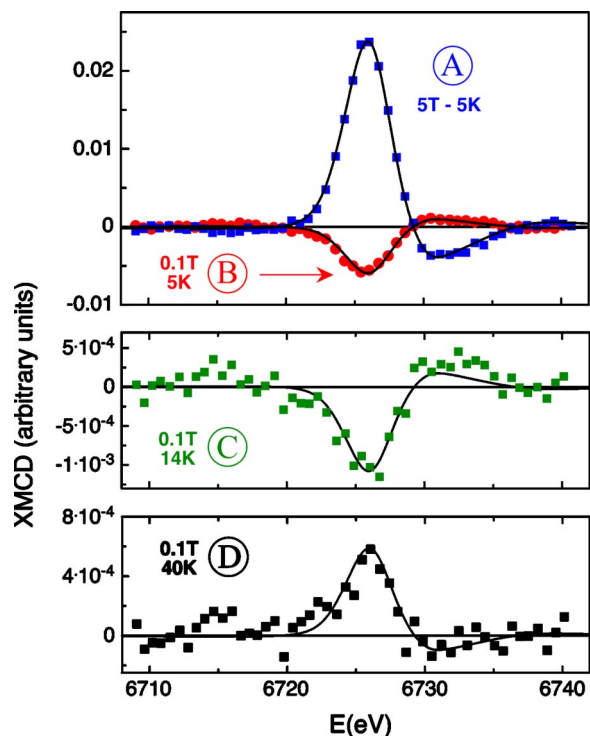 0.02
0.01
0
-0.01
A
5T - 5K
0.1T
5K
B
XMCD (arbitrary units)
5·10-4
0
-5·10-4
-1·10-3
0.1T
14K
C
8·10-4
4·10-4
0
0.1T
40K
D
6710
6720
6730
6740
E(eV)